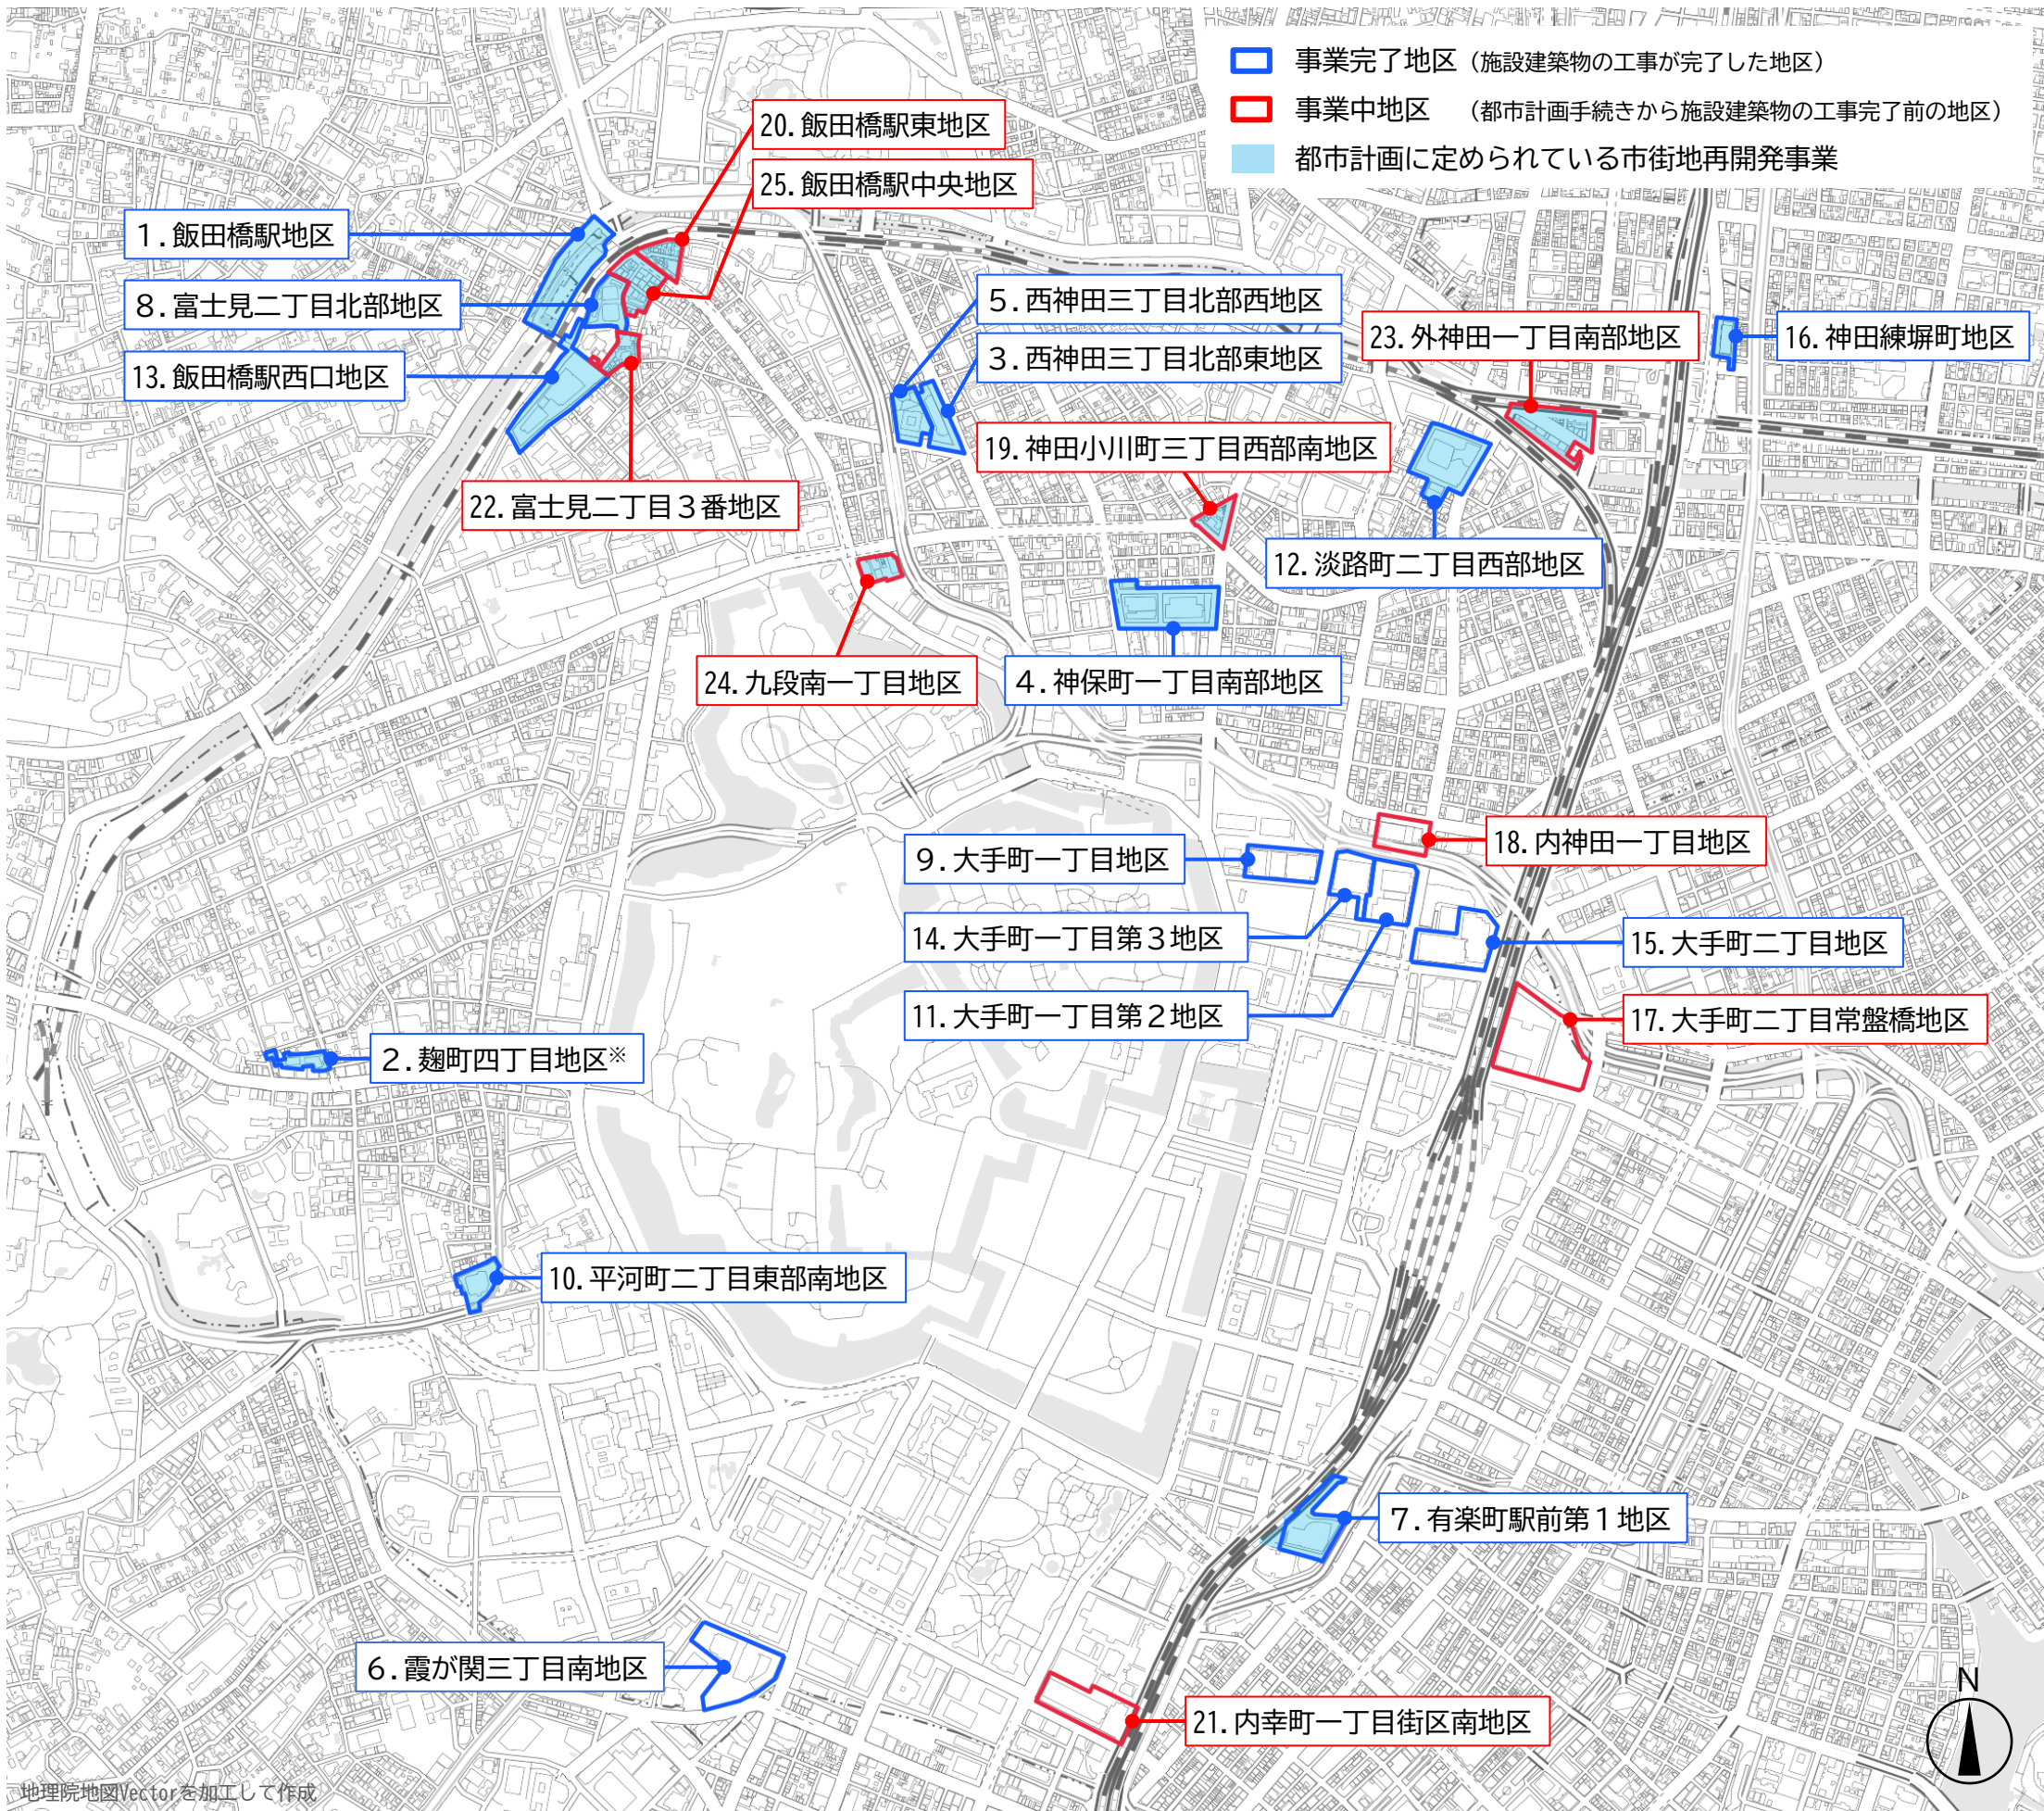 事業完了地区（施設建築物の工事が完了した地区）
事業中地区　（都市計画手続きから施設建築物の工事完了前の地区）
都市計画に定められている市街地再開発事業
20. 飯田橋駅東地区
25. 飯田橋駅中央地区
１. 飯田橋駅地区
８. 富士見二丁目北部地区
13. 飯田橋駅西口地区
５. 西神田三丁目北部西地区
３. 西神田三丁目北部東地区
23. 外神田一丁目南部地区
16. 神田練塀町地区
19. 神田小川町三丁目西部南地区
22. 富士見二丁目３番地区
12. 淡路町二丁目西部地区
24. 九段南一丁目地区
４. 神保町一丁目南部地区
18. 内神田一丁目地区
９. 大手町一丁目地区
14. 大手町一丁目第３地区
15. 大手町二丁目地区
11. 大手町一丁目第２地区
17. 大手町二丁目常盤橋地区
２. 麹町四丁目地区※
10. 平河町二丁目東部南地区
７. 有楽町駅前第１地区
６. 霞が関三丁目南地区
21. 内幸町一丁目街区南地区
N
地理院地図Vectorを加工して作成